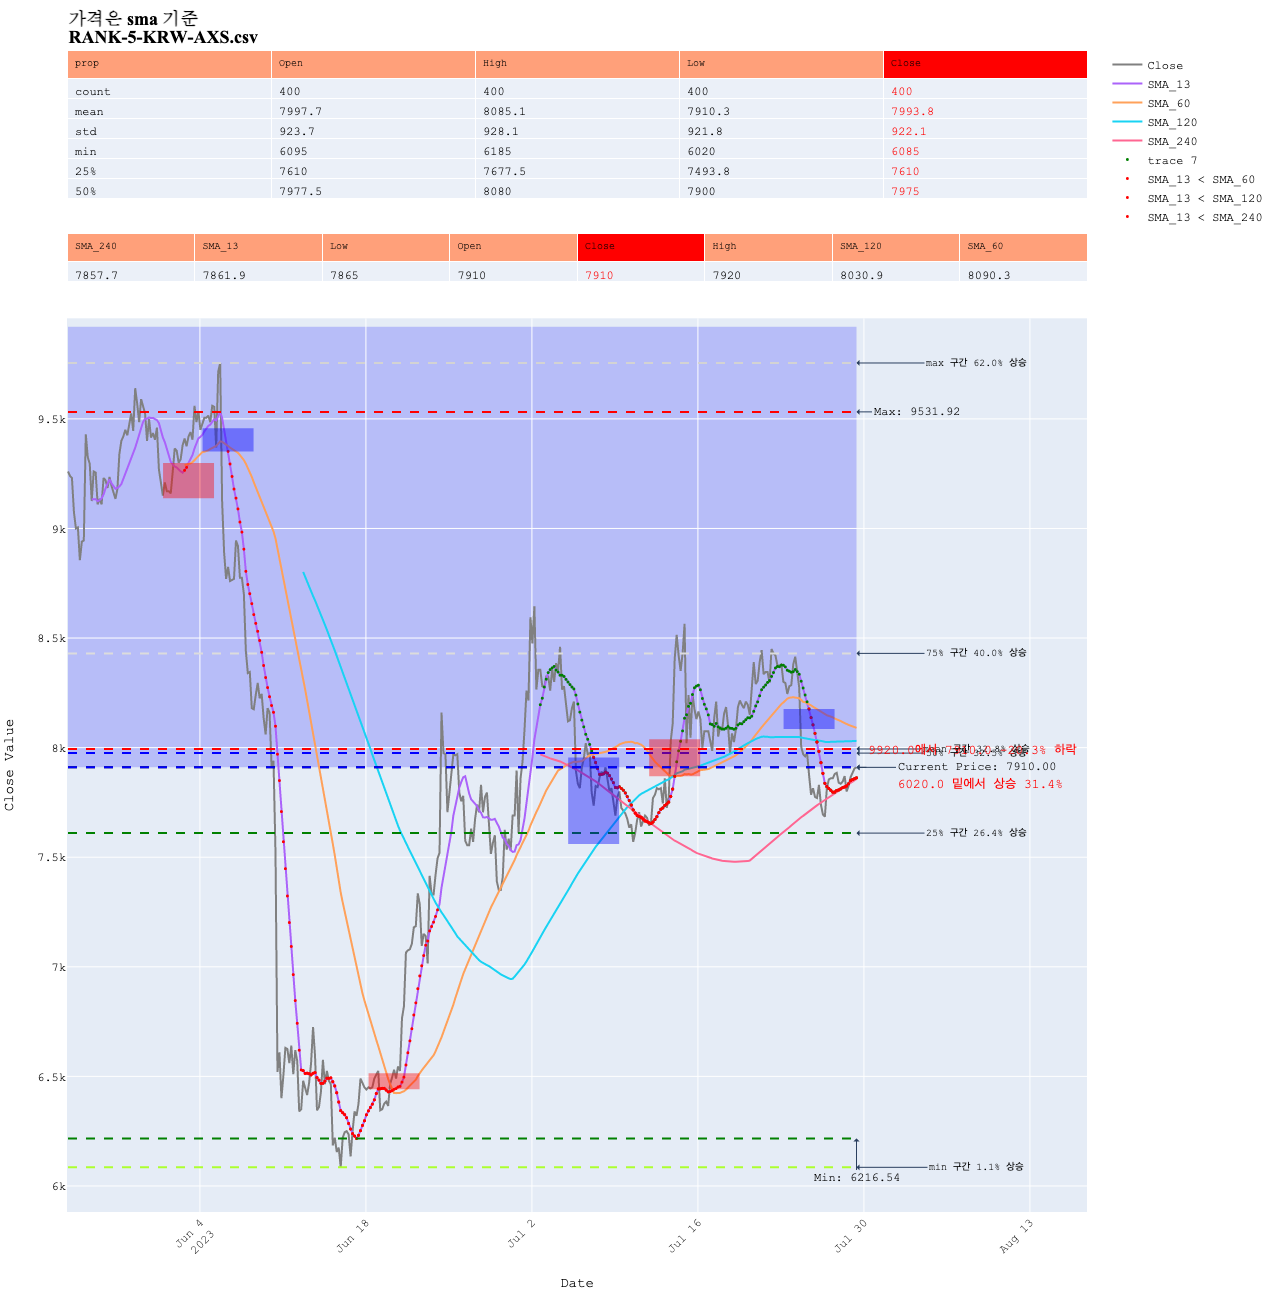 가격은 sma 기준
RANK-5-KRW-AXS.csv
prop Open High Low Close
count 400 400 400 400
mean 7997.7 8085.1 7910.3 7993.8
std 923.7 928.1 921.8 922.1
min 6095 6185 6020 6085
25% 7610 7677.5 7493.8 7610
50% 7977.5 8080 7900 7975
SMA_240 SMA_13 Low Open Close High SMA_120 SMA_60
7857.7 7861.9 7865 7910 7910 7920 8030.9 8090.3
Close
SMA_13
SMA_60
SMA_120
SMA_240
trace 7
SMA_13 < SMA_60
SMA_13 < SMA_120
SMA_13 < SMA_240
max 구간 62.0% 상승
Max: 9531.92
9.5k
9k
8.5k
75% 구간 40.0% 상승
8k
9920.0에서 하락
Current Price: 7910.00
6020.0 밑에서 상승 31.4%
25% 구간 26.4% 상승
7.5k
7k
6.5k
min 구간 1.1% 상승
Min: 6216.54
6k
Close Value
Jun 4
2023
Jun 18
Jul 2
Jul 16
Jul 30
Aug 13
Date